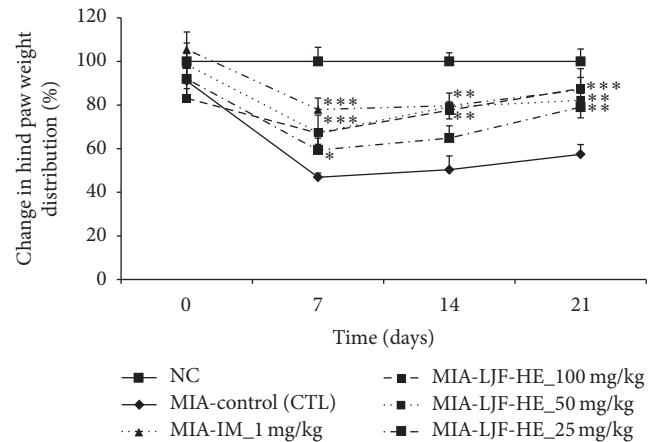 Change in hind paw weight
distribution (%)
120
100
80
60
40
20
0
***
***
*
**
**
***
**
**
0 7 14 21
Time (days)
NC
MIA-control (CTL)
MIA-IM_1 mg/kg
MIA-LJF-HE_100 mg/kg
MIA-LJF-HE_50 mg/kg
MIA-LJF-HE_25 mg/kg